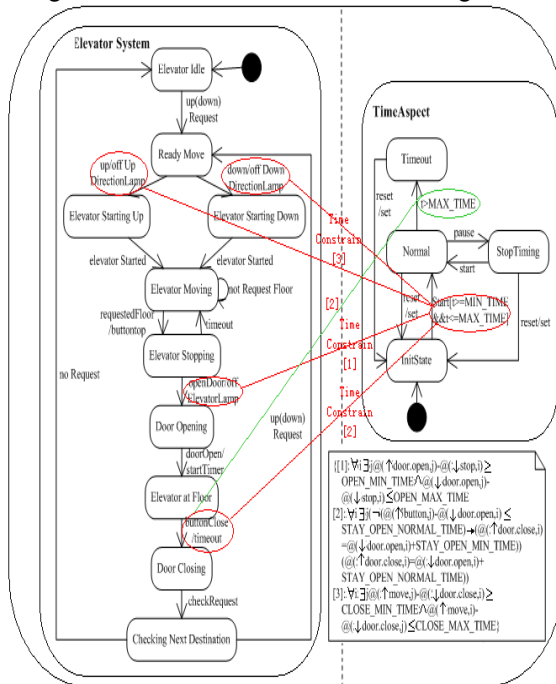 Elevator System
Elevator Idle
up(down)
Request
Ready Move
up/off Up
DirectionLamp
down/off Down
DirectionLamp
Elevator Starting Up
Elevator Starting Down
elevator Started
elevator Started
Elevator Moving
not Request Floor
requestedFloor
/buttontop
timeout
Elevator Stopping
no Request
openDoor/off
ElevatorLamp
Door Opening
up(down)
Request
doorOpen/
startTimer
Elevator at Floor
buttonClose
/timeout
Door Closing
checkRequest
Checking Next Destination
Time
Constrain
[3]
[2]
Time
Constrain
[1]
Time
Constrain
[2]
TimeAspect
Timeout
reset
/set
t>MAX_TIME
Normal
pause
StopTiming
start
reset
/set
Start[t>=MIN_TIME
&&t<=MAX_TIME]
reset/set
InitState
{[1]:∀i∃j@(↑door.open,j)-@(:↓.stop,i)≥
OPEN_MIN_TIME∧@(↓door.open,j)-
@(:↓stop,i)≤OPEN_MAX_TIME
[2]:∀i∃j(¬(@(↑button,j)-@(↓door.open,i)≤
STAY_OPEN_NORMAL_TIME)→(@(:↑door.close,i)
=@(↓door.open,i)+STAY_OPEN_MIN_TIME))
(@(:↑door.close,i)=@(:↓door.open,i)+
STAY_OPEN_NORMAL_TIME))
[3]:∀i:∃j@(:↑move,j)-@(:↓door.close,i)≥
CLOSE_MIN_TIME∧@(↑move,i)-
@(:↓door.close,j)≤CLOSE_MAX_TIME}